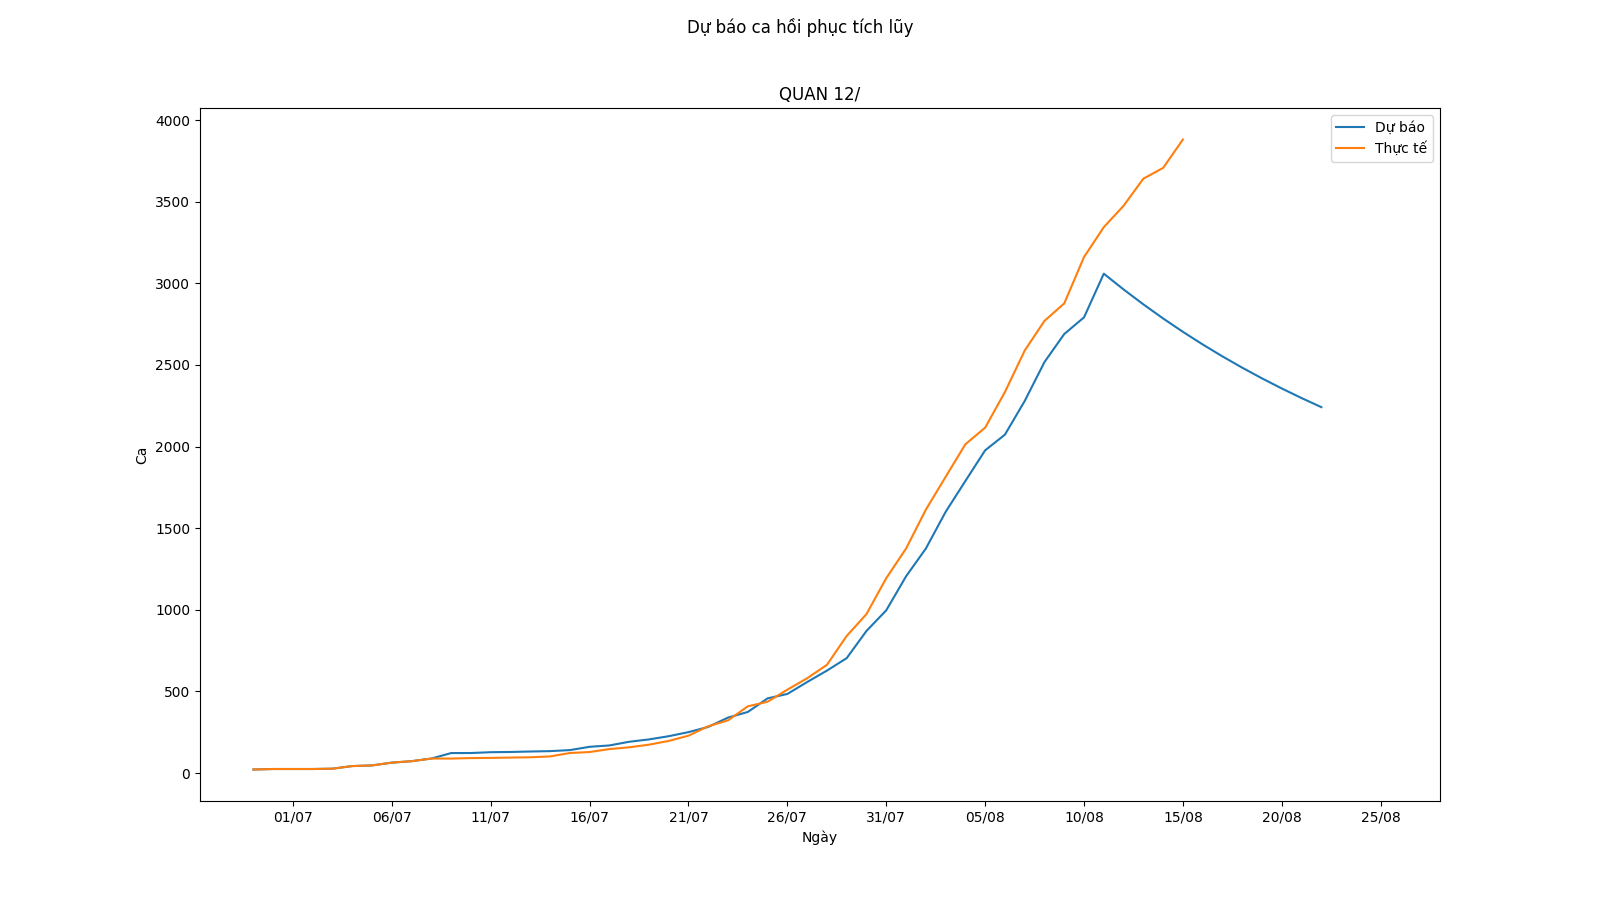 Dự báo ca hồi phục tích lũy
QUAN 12/
Dự báo
Thực tế
Ca
4000
3500
3000
2500
2000
1500
1000
500
0
01/07 06/07 11/07 16/07 21/07 26/07 31/07 05/08 10/08 15/08 20/08 25/08
Ngày